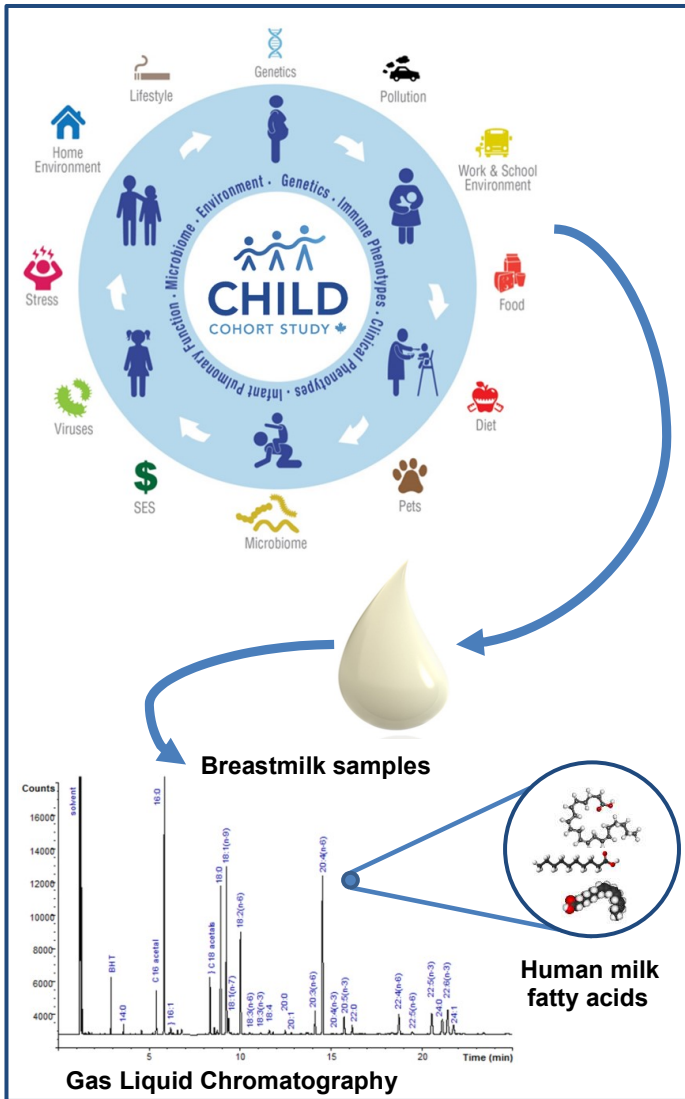 Genetics
Lifestyle
Pollution
Home
Environment
Work & School
Environment
Stress
Food
Viruses
Diet
SES
Pets
Microbiome
Genetics · Immune Phenotypes · Clinical Phenotypes · Infant Pulmonary Function · Microbiome · Environment ·
CHILD
COHORT STUDY
Breastmilk samples
Counts
16000
14000
12000
10000
8000
6000
4000
solvent
BHT
14:0
C16 acetal
16:0
} 16:1
} C18 acetals
18:0
18:1(n-9)
18:1(n-7)
18:2(n-6)
18:3(n-6)
18:3(n-3)
18:4
20:0
20:1
20:3(n-6)
20:4(n-6)
20:4(n-3)
20:5(n-3)
22:0
22:4(n-6)
22:5(n-6)
22:5(n-3)
24:0
22:6(n-3)
24:1
5
10
15
20
Time (min)
Human milk
fatty acids
Gas Liquid Chromatography